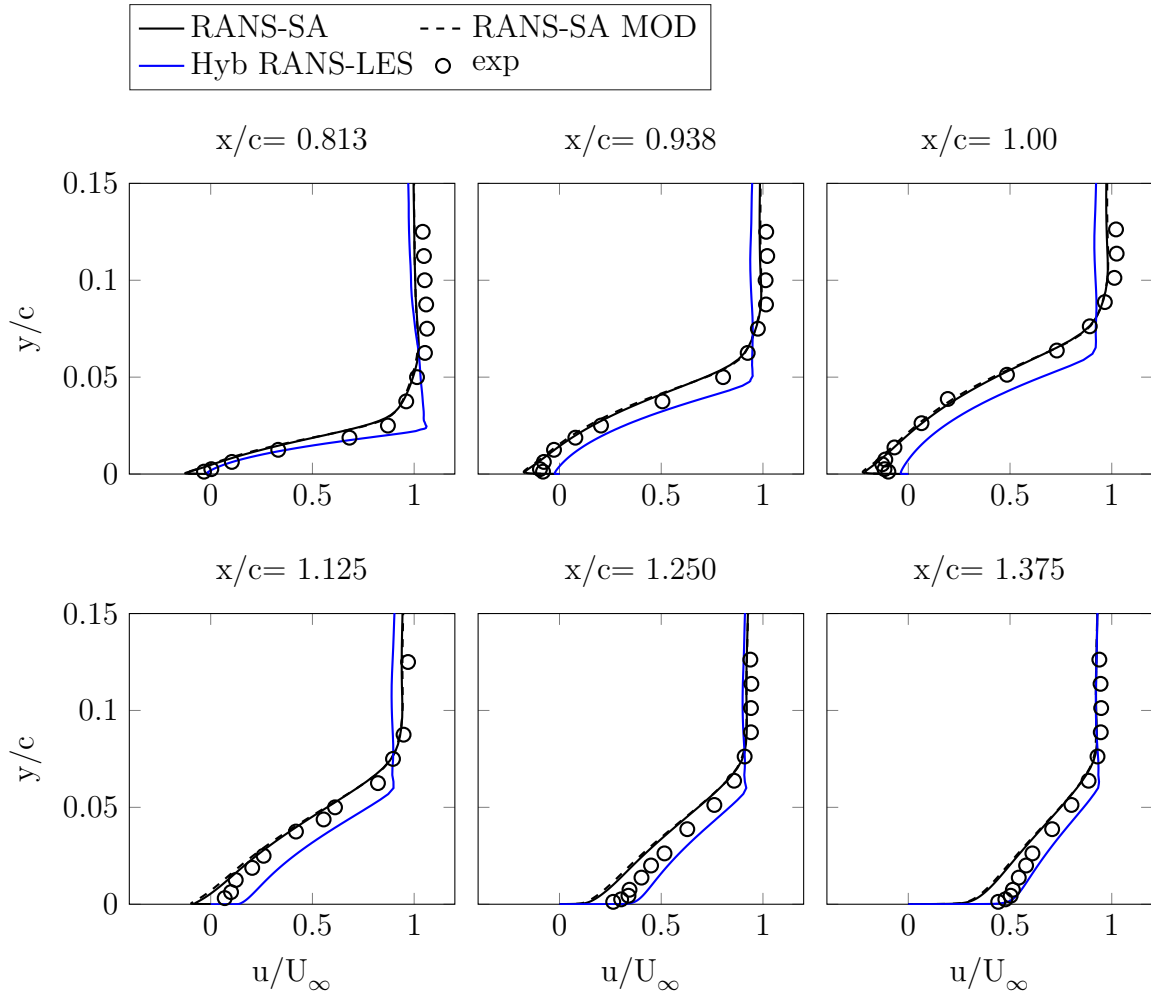 RANS-SA RANS-SA MOD
Hyb RANS-LES exp
x/c= 0.813 x/c= 0.938 x/c= 1.00
0.15
0.1
0.05
0
y/c
0 0.5 1 0 0.5 1 0 0.5 1
x/c= 1.125 x/c= 1.250 x/c= 1.375
0.15
0.1
0.05
0
y/c
0 0.5 1 0 0.5 1 0 0.5 1
u/U∞ u/U∞ u/U∞